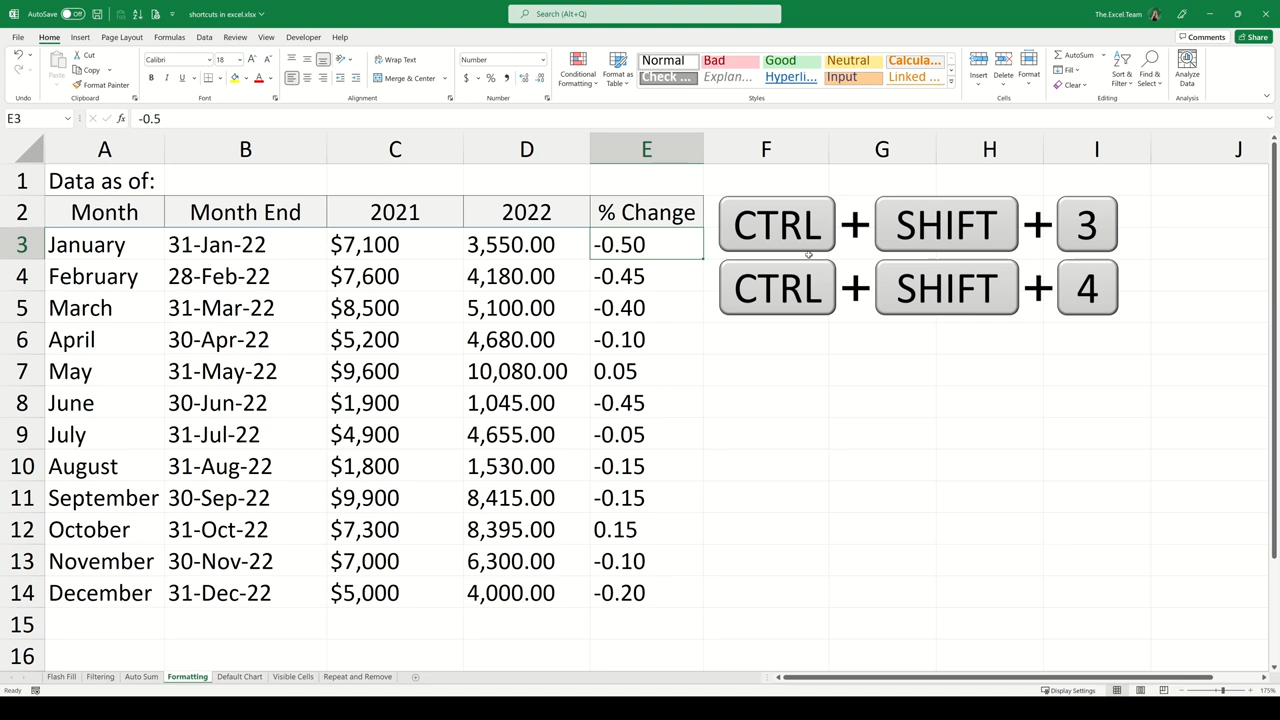 AutoSave Off shortcuts in excel.xlsx Search (Alt+Q) The.Excel.Team
File Home Insert Page Layout Formulas Data Review View Developer Help Comments Share
Paste Cut Copy Format Painter
Calibri 18 B I U A A
Wrap Text Merge & Center
Number $ % ,
Conditional Formatting Format as Table
Normal Bad Good Neutral Calcula...
Check ... Explan... Hyperli... Input Linked ...
Insert Delete Format
AutoSum Fill Clear Sort & Filter Find & Select Analyze Data
Undo Clipboard Font Alignment Number Styles Cells Editing Analysis
E3 fx -0.5
A B C D E F G H I J
1 Data as of:
2 Month Month End 2021 2022 % Change
3 January 31-Jan-22 $7,100 3,550.00 -0.50
4 February 28-Feb-22 $7,600 4,180.00 -0.45
5 March 31-Mar-22 $8,500 5,100.00 -0.40
6 April 30-Apr-22 $5,200 4,680.00 -0.10
7 May 31-May-22 $9,600 10,080.00 0.05
8 June 30-Jun-22 $1,900 1,045.00 -0.45
9 July 31-Jul-22 $4,900 4,655.00 -0.05
10 August 31-Aug-22 $1,800 1,530.00 -0.15
11 September 30-Sep-22 $9,900 8,415.00 -0.15
12 October 31-Oct-22 $7,300 8,395.00 0.15
13 November 30-Nov-22 $7,000 6,300.00 -0.10
14 December 31-Dec-22 $5,000 4,000.00 -0.20
15
16
CTRL + SHIFT + 3
CTRL + SHIFT + 4
Flash Fill Filtering Auto Sum Formatting Default Chart Visible Cells Repeat and Remove
Ready Display Settings 175%